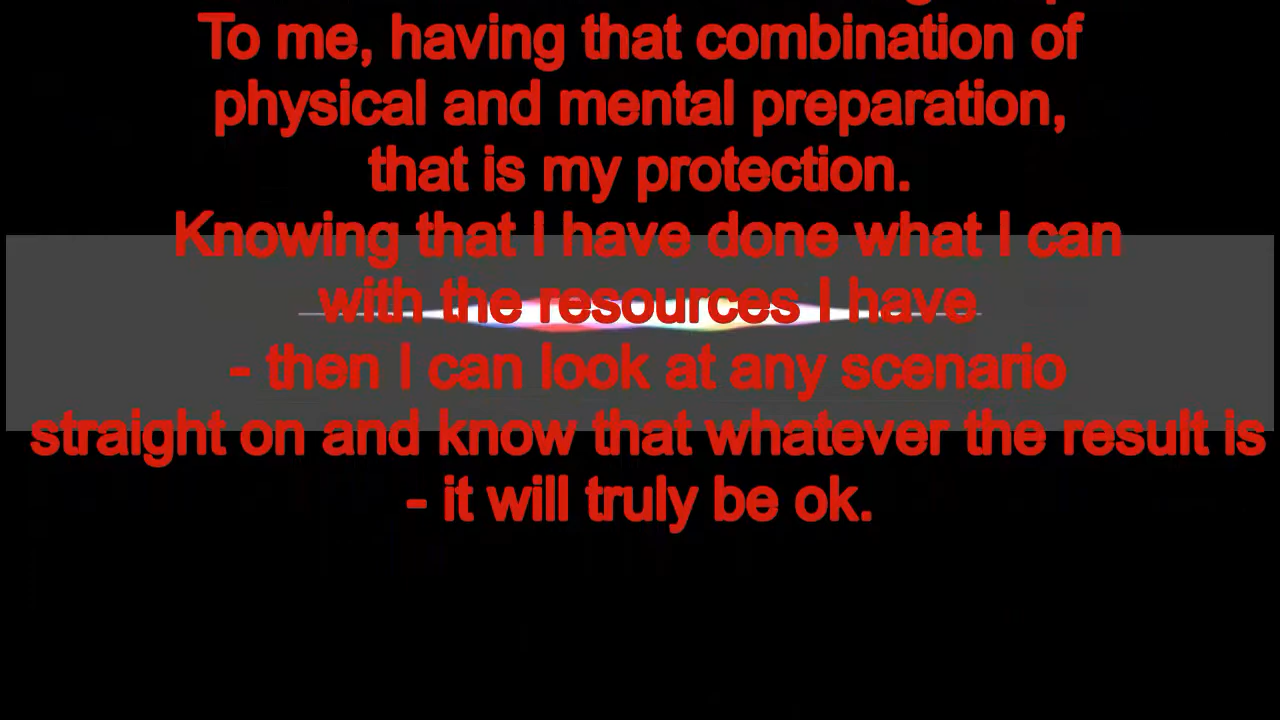 To me, having that combination of
physical and mental preparation,
that is my protection.
Knowing that I have done what I can
with the resources I have
- then I can look at any scenario
straight on and know that whatever the result is
- it will truly be ok.